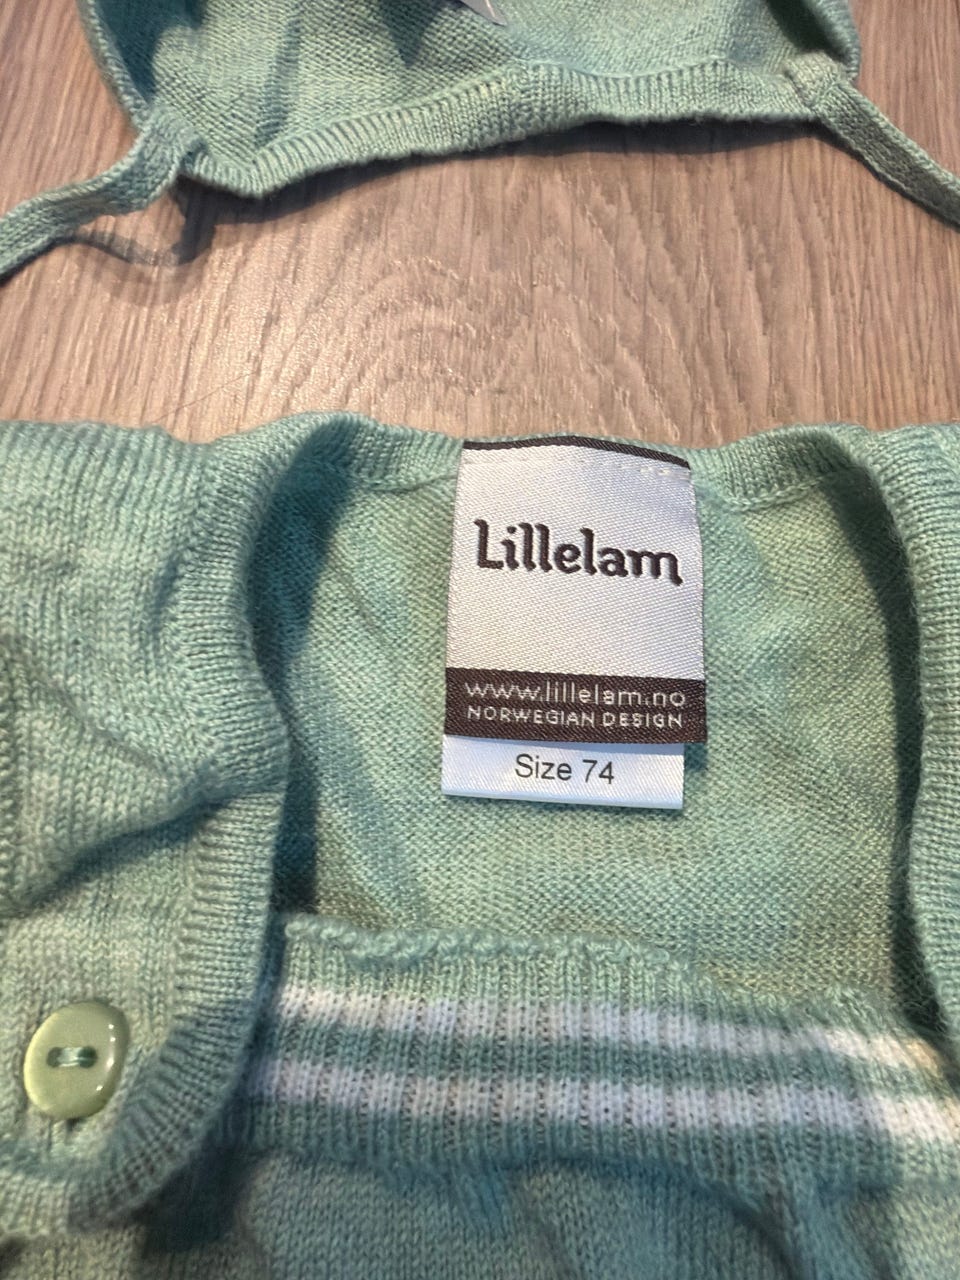 Lillelam
www.lillelam.no
NORWEGIAN DESIGN
Size 74